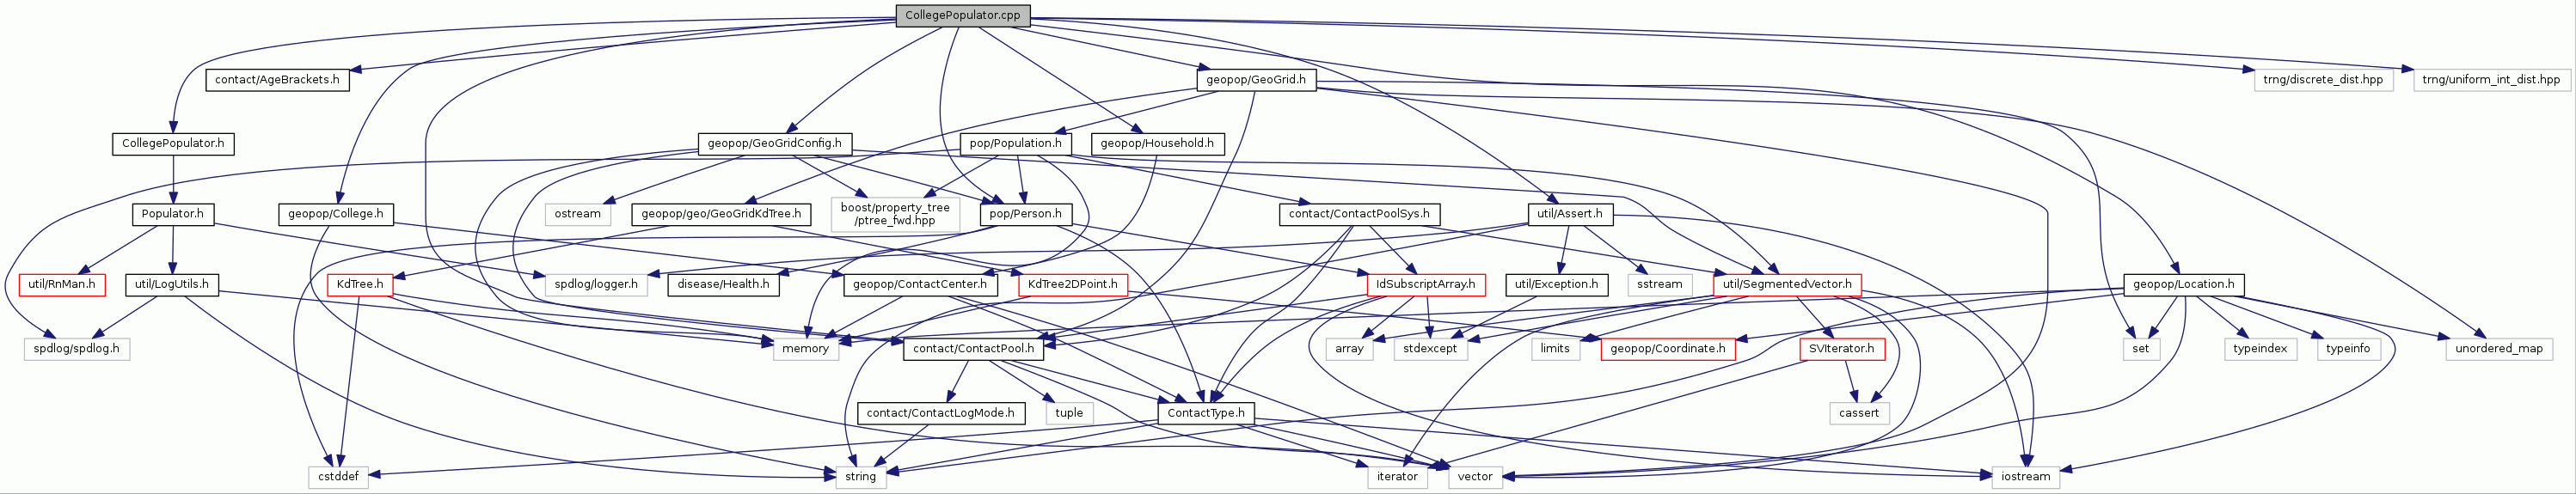 CollegePopulator.cpp
contact/AgeBrackets.h
geopop/GeoGrid.h
trng/discrete_dist.hpp
trng/uniform_int_dist.hpp
CollegePopulator.h
geopop/GeoGridConfig.h
pop/Population.h
geopop/Household.h
Populator.h
geopop/College.h
ostream
geopop/geo/GeoGridKdTree.h
boost/property_tree
/ptree_fwd.hpp
pop/Person.h
contact/ContactPoolSys.h
util/Assert.h
util/RnMan.h
util/LogUtils.h
KdTree.h
spdlog/logger.h
disease/Health.h
geopop/ContactCenter.h
KdTree2DPoint.h
IdSubscriptArray.h
util/Exception.h
sstream
util/SegmentedVector.h
geopop/Location.h
spdlog/spdlog.h
memory
contact/ContactPool.h
array
stdexcept
limits
geopop/Coordinate.h
SVIterator.h
set
typeindex
typeinfo
unordered_map
contact/ContactLogMode.h
tuple
ContactType.h
cassert
cstddef
string
iterator
vector
iostream